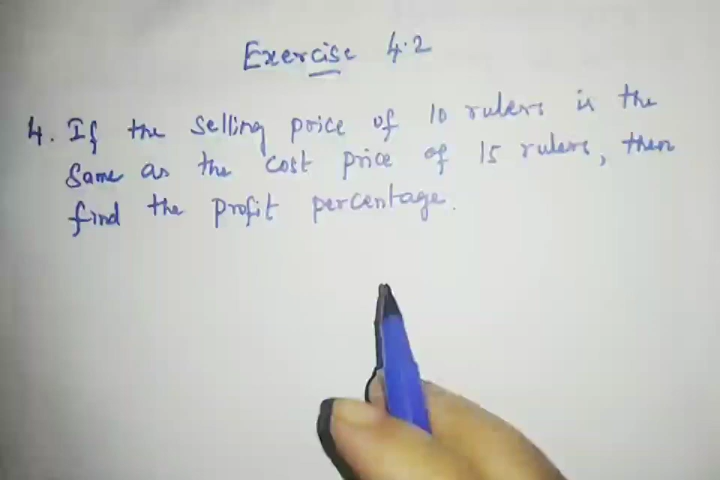 Exercise 4.2
4. If the selling price of 10 rulers is the
same as the cost price of 15 rulers, then
find the profit percentage.